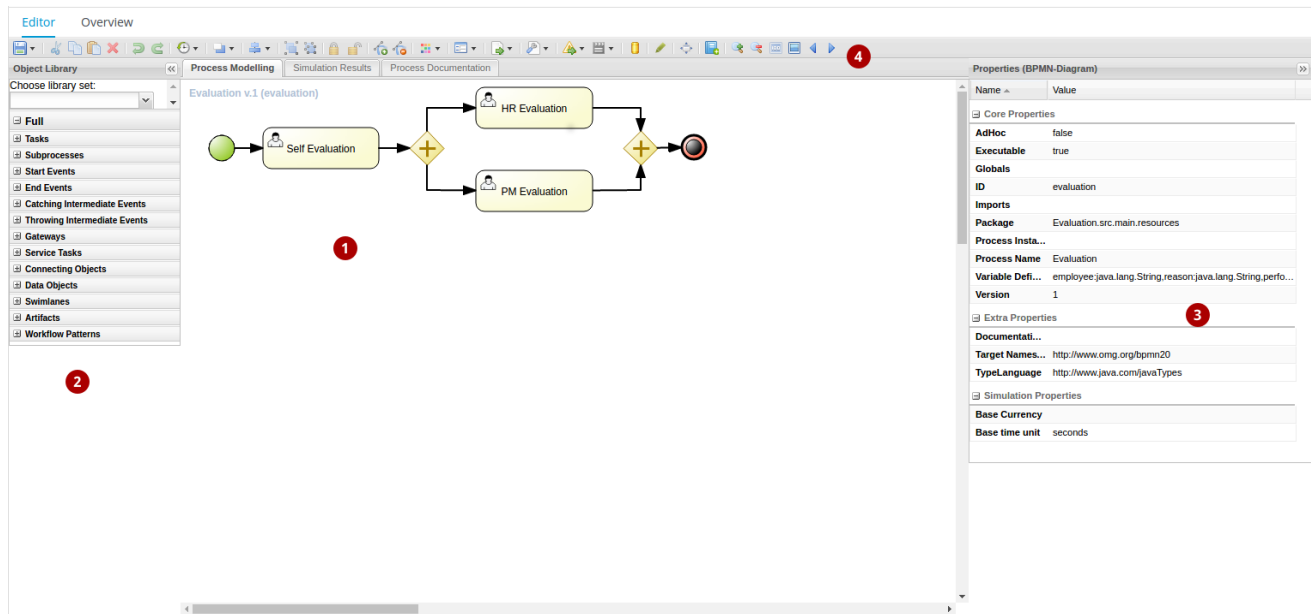 Editor Overview
4
Object Library
Process Modelling Simulation Results Process Documentation
Properties (BPMN-Diagram)
Choose library set:
Full
Tasks
Subprocesses
Start Events
End Events
Catching Intermediate Events
Throwing Intermediate Events
Gateways
Service Tasks
Connecting Objects
Data Objects
Swimlanes
Artifacts
Workflow Patterns
2
Evaluation v.1 (evaluation)
HR Evaluation
Self Evaluation
PM Evaluation
1
Name Value
Core Properties
AdHoc false
Executable true
Globals
ID evaluation
Imports
Package Evaluation.src.main.resources
Process Insta...
Process Name Evaluation
Variable Defi... employee:java.lang.String,reason:java.lang.String,perfo...
Version 1
3
Extra Properties
Documentati...
Target Names... http://www.omg.org/bpmn20
TypeLanguage http://www.java.com/javaTypes
Simulation Properties
Base Currency
Base time unit seconds